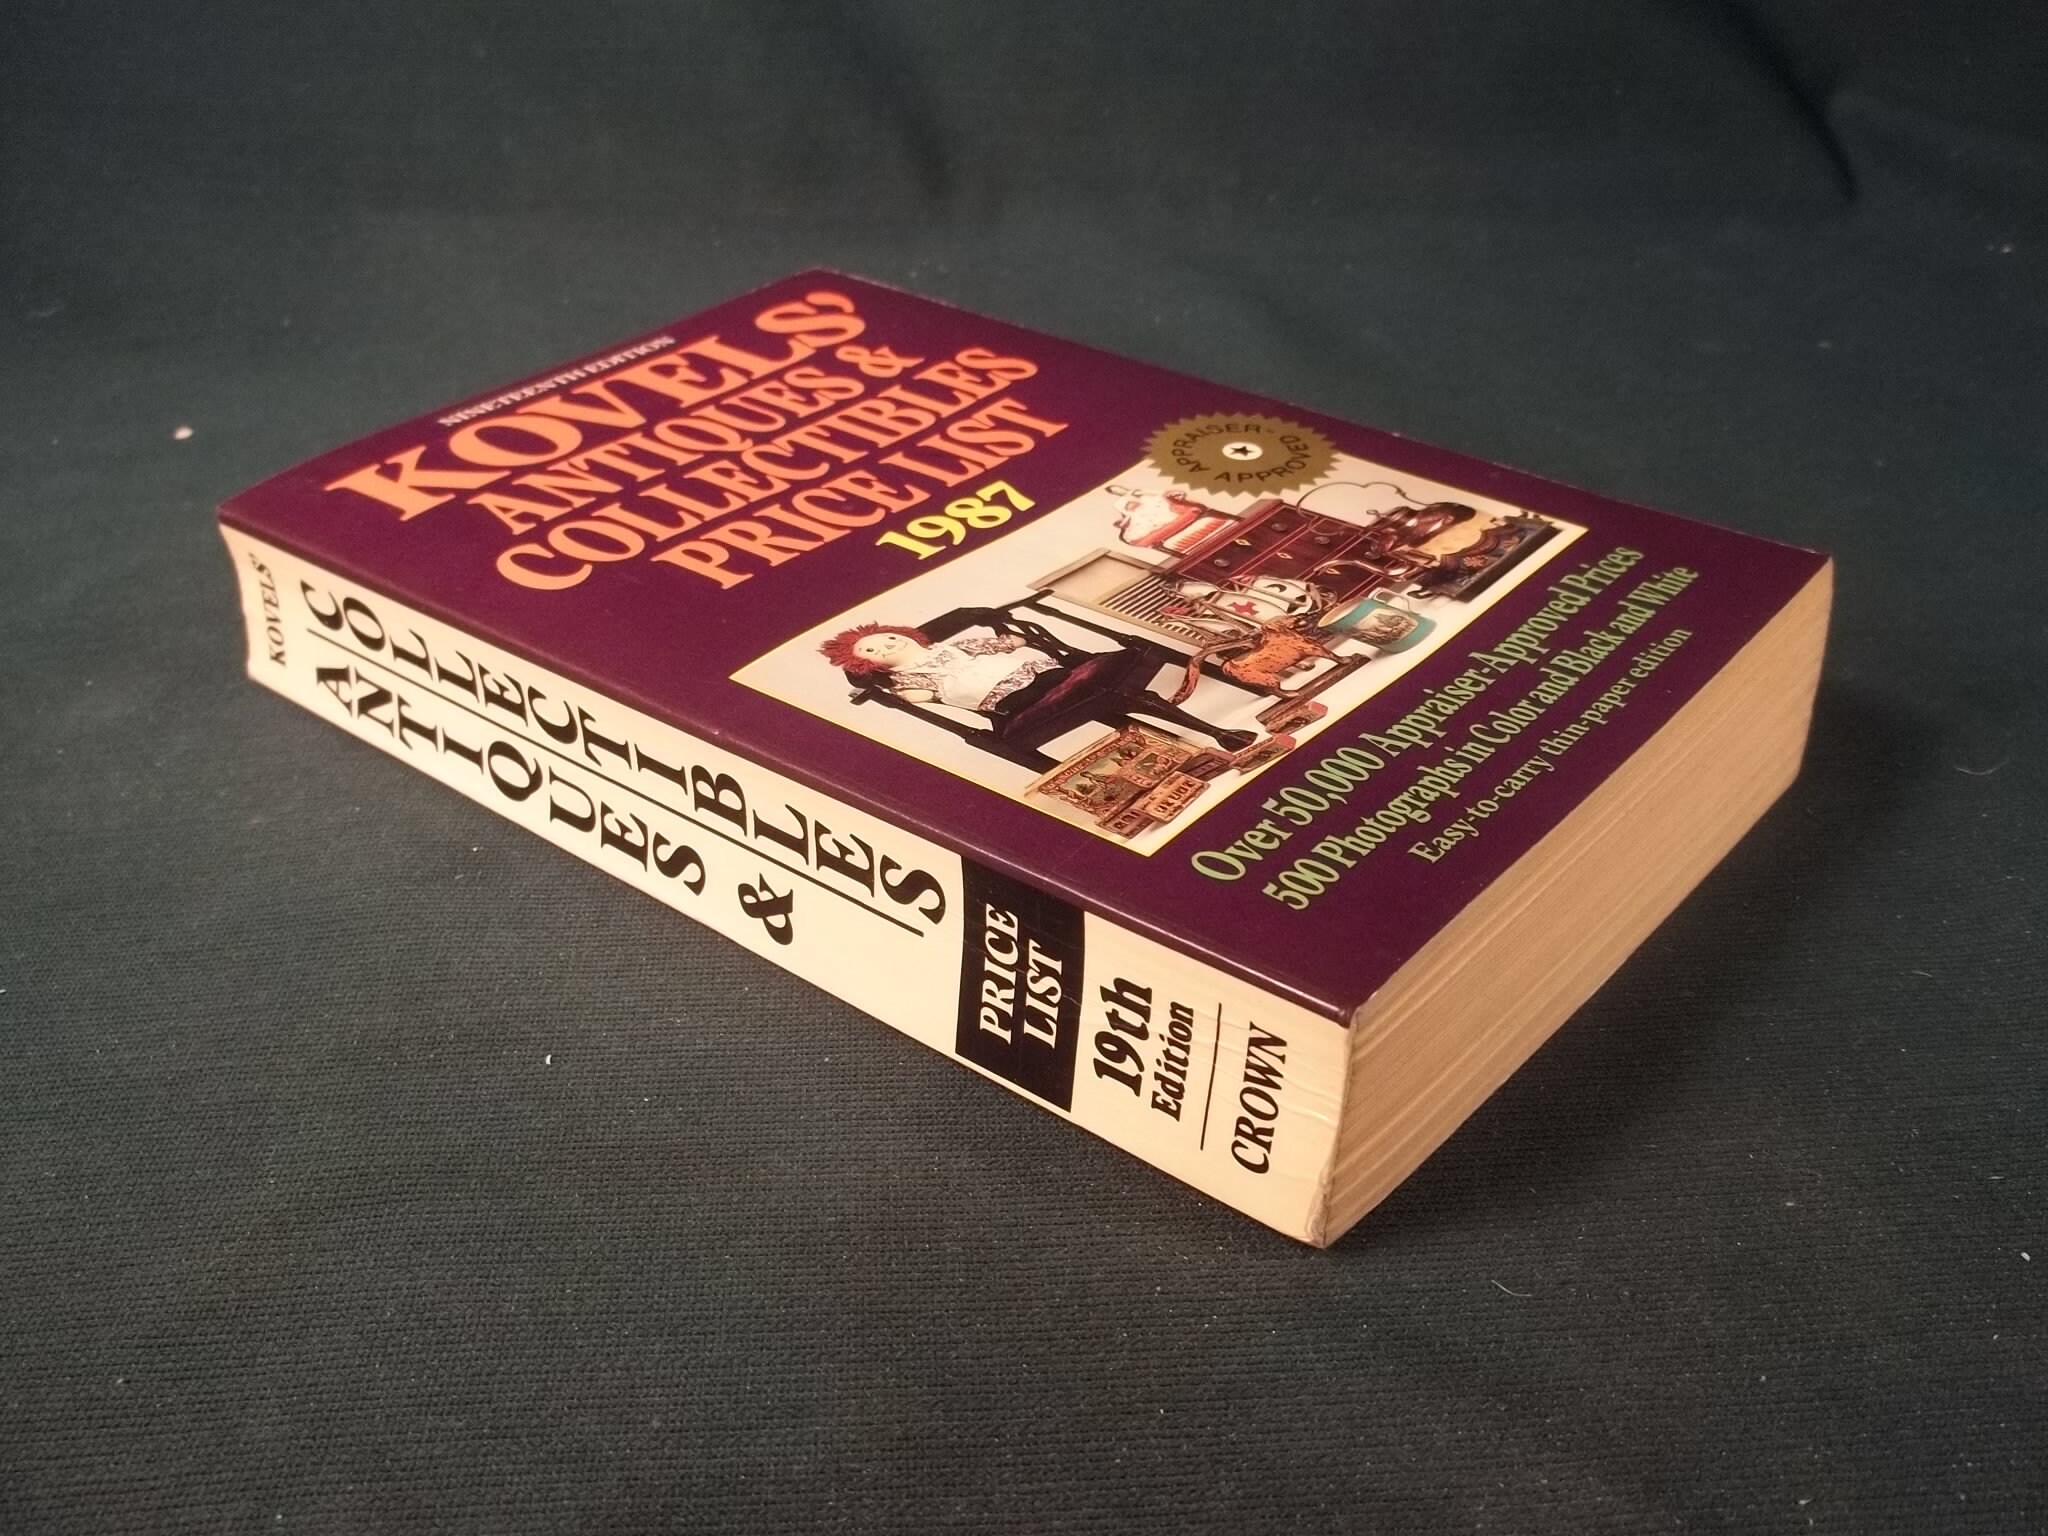 NINETEENTH EDITION
KOVELS'
ANTIQUES &
COLLECTIBLES
PRICE LIST
1987
APPRAISER-
APPROVED
Over 50,000 Appraiser-Approved Prices
500 Photographs in Color and Black and White
Easy-to-carry thin-paper edition
KOVELS'
COLLECTIBLES
ANTIQUES &
PRICE
LIST
19th
Edition
CROWN